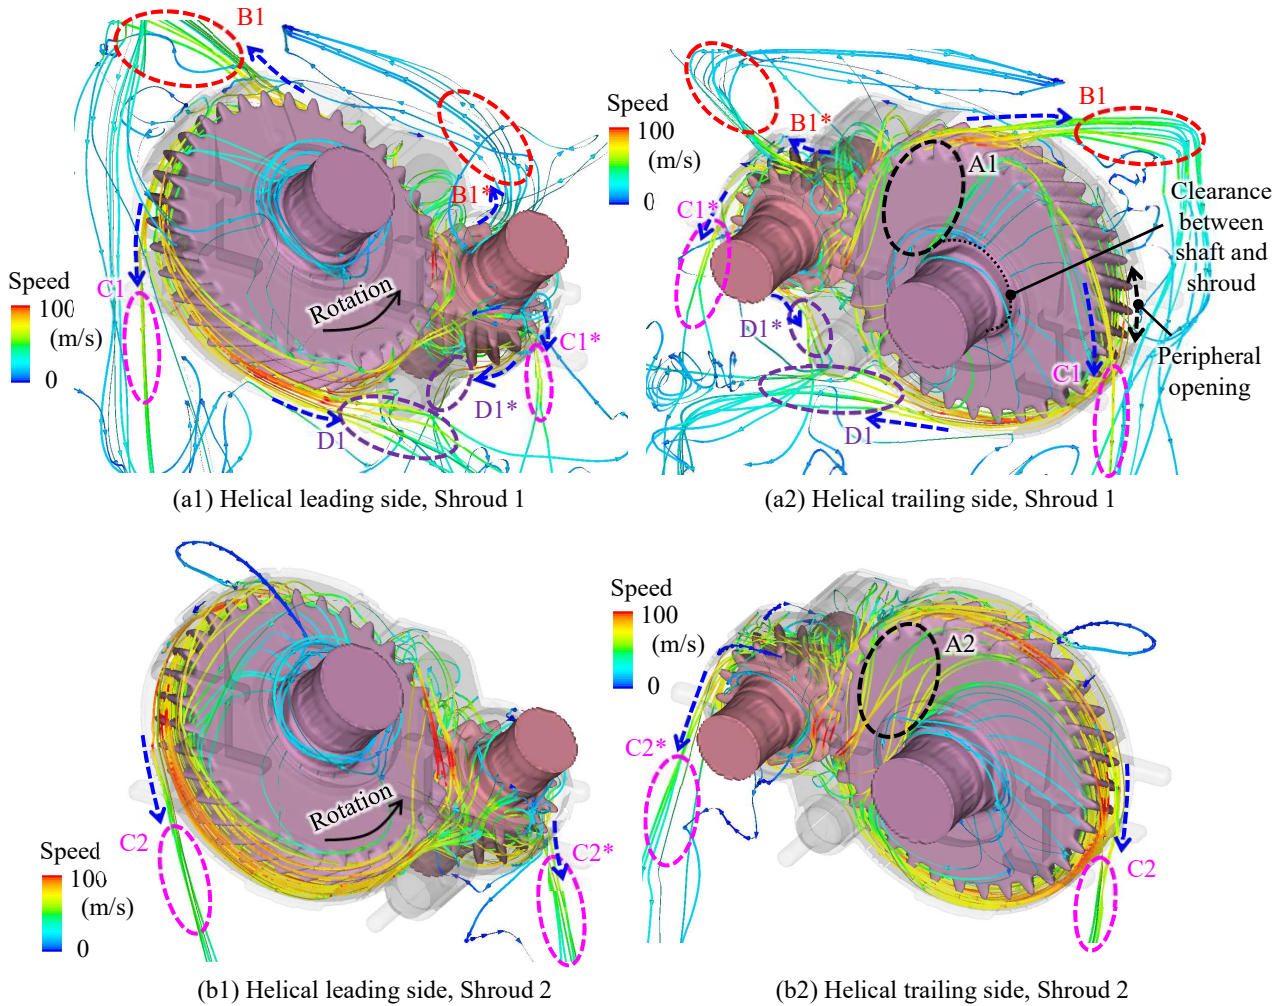 B1
B1*
Rotation
Speed
100
(m/s)
0
C1
C1*
D1*
D1
(a1) Helical leading side, Shroud 1
Speed
100
(m/s)
0
B1*
B1
A1
Clearance
between
shaft and
shroud
C1*
D1*
C1
Peripheral
opening
D1
(a2) Helical trailing side, Shroud 1
Rotation
C2
C2*
Speed
100
(m/s)
0
(b1) Helical leading side, Shroud 2
Speed
100
(m/s)
0
A2
C2*
C2
(b2) Helical trailing side, Shroud 2